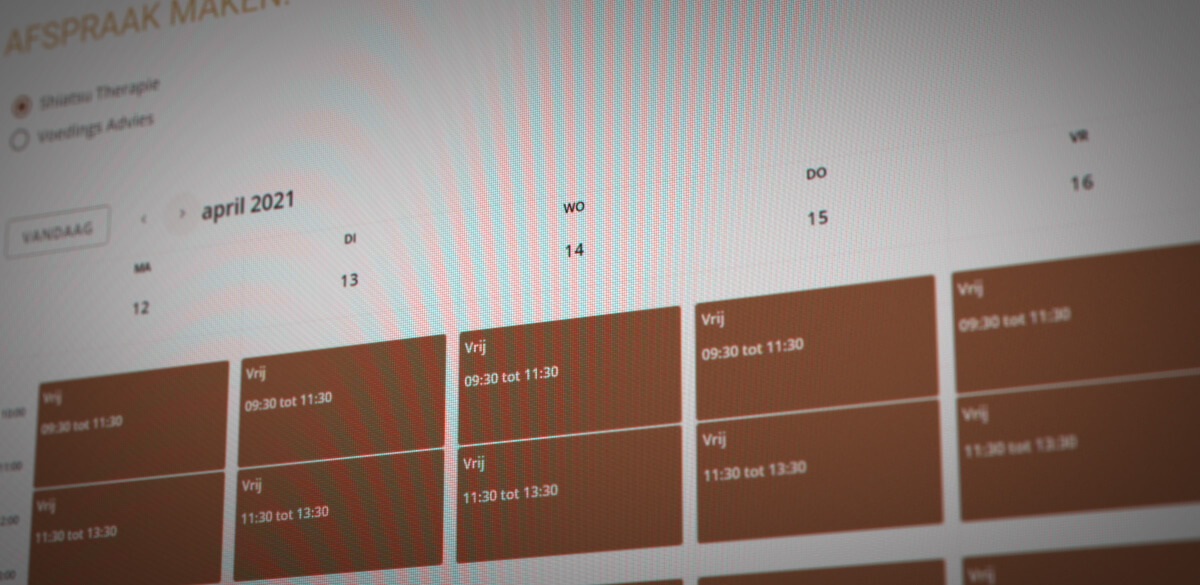 AFSPRAAK MAKEN!
Shiatsu Therapie
Voedings Advies
VANDAAG
‹ › april 2021
MA DI WO DO VR
12 13 14 15 16
Vrij Vrij Vrij Vrij Vrij
09:30 tot 11:30 09:30 tot 11:30 09:30 tot 11:30 09:30 tot 11:30 09:30 tot 11:30
10:00
11:00
Vrij Vrij Vrij Vrij Vrij
11:30 tot 13:30 11:30 tot 13:30 11:30 tot 13:30 11:30 tot 13:30 11:30 tot 13:30
2:00
:00
Vrij